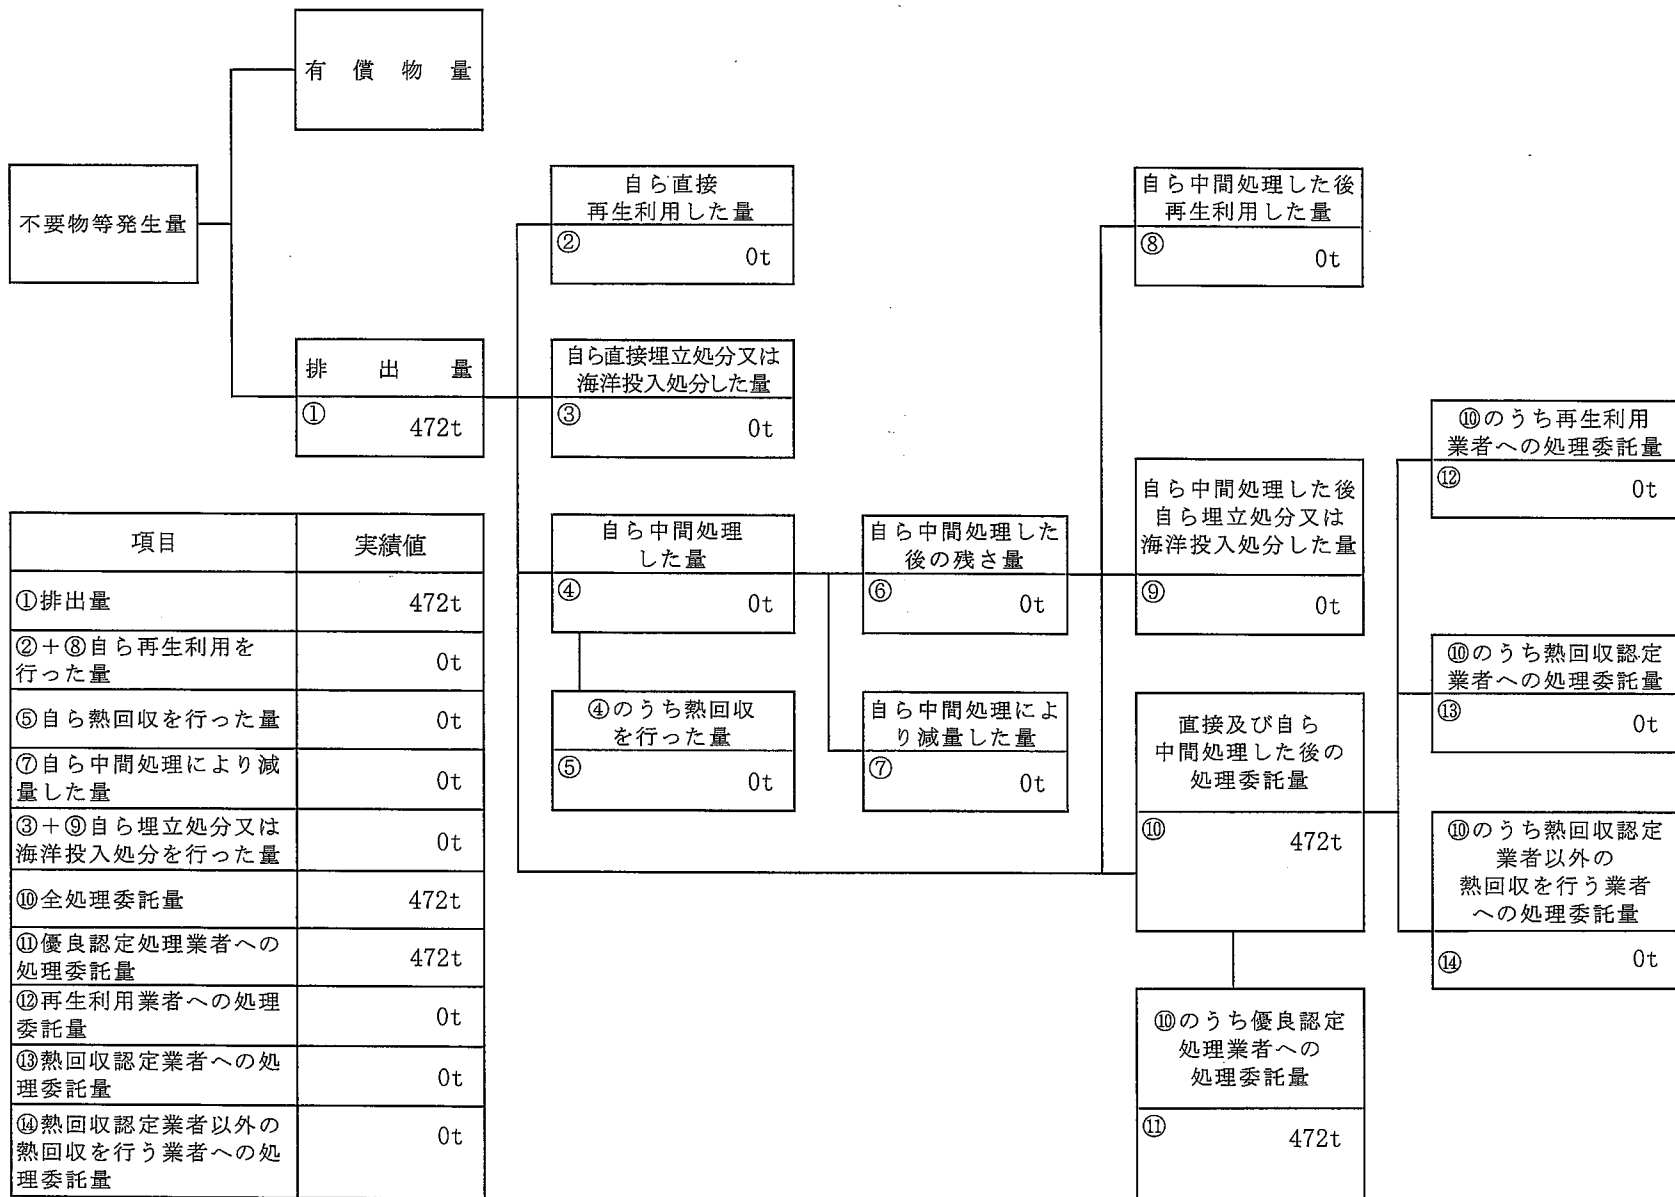 有償物量
不要物等発生量
排出量
①
472t
自ら直接
再生利用した量
②
0t
自ら直接埋立処分又は
海洋投入処分した量
③
0t
自ら中間処理
した量
④
0t
④のうち熱回収
を行った量
⑤
0t
自ら中間処理した
後の残さ量
⑥
0t
自ら中間処理によ
り減量した量
⑦
0t
自ら中間処理した後
再生利用した量
⑧
0t
自ら中間処理した後
自ら埋立処分又は
海洋投入処分した量
⑨
0t
直接及び自ら
中間処理した後の
処理委託量
⑩
472t
⑩のうち優良認定
処理業者への
処理委託量
⑪
472t
⑩のうち再生利用
業者への処理委託量
⑫
0t
⑩のうち熱回収認定
業者への処理委託量
⑬
0t
⑩のうち熱回収認定
業者以外の
熱回収を行う業者
への処理委託量
⑭
0t
項目 実績値
①排出量 472t
②＋⑧自ら再生利用を
行った量 0t
⑤自ら熱回収を行った量 0t
⑦自ら中間処理により減
量した量 0t
③＋⑨自ら埋立処分又は
海洋投入処分を行った量 0t
⑩全処理委託量 472t
⑪優良認定処理業者への
処理委託量 472t
⑫再生利用業者への処理
委託量 0t
⑬熱回収認定業者への処
理委託量 0t
⑭熱回収認定業者以外の
熱回収を行う業者への処
理委託量 0t